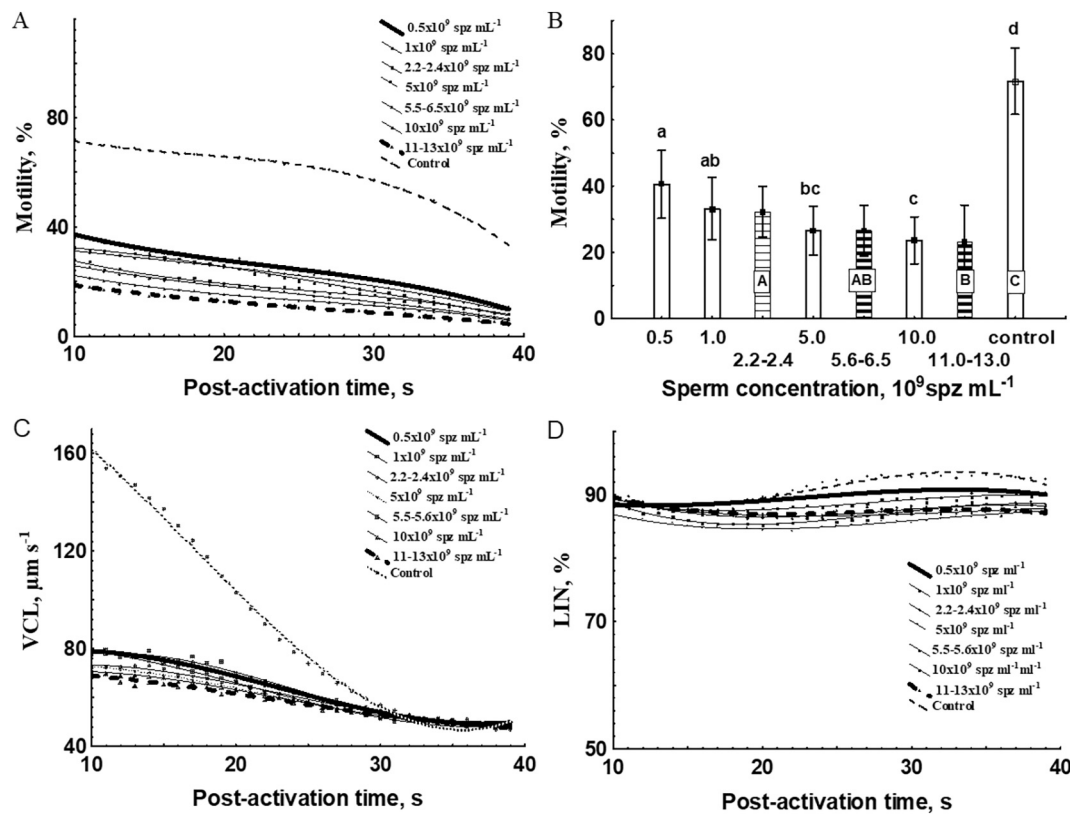 A
Motility, %
80
40
0
10
20
30
40
Post-activation time, s
0.5x10⁹ spz mL⁻¹
1x10⁹ spz mL⁻¹
2.2-2.4x10⁹ spz mL⁻¹
5x10⁹ spz mL⁻¹
5.5-6.5x10⁹ spz mL⁻¹
10x10⁹ spz mL⁻¹
11-13x10⁹ spz mL⁻¹
Control
B
Motility, %
80
60
40
20
0
a
ab
bc
c
d
A
AB
B
C
0.5 1.0 5.0 10.0 control
2.2-2.4 5.6-6.5 11.0-13.0
Sperm concentration, 10⁹spz mL⁻¹
C
VCL, µm s⁻¹
160
120
80
40
10
20
30
40
Post-activation time, s
0.5x10⁹ spz mL⁻¹
1x10⁹ spz mL⁻¹
2.2-2.4x10⁹ spz mL⁻¹
5x10⁹ spz mL⁻¹
5.5-5.6x10⁹ spz mL⁻¹
10x10⁹ spz mL⁻¹
11-13x10⁹ spz mL⁻¹
Control
D
LIN, %
90
70
50
10
20
30
40
Post-activation time, s
0.5x10⁹ spz ml⁻¹
1x10⁹ spz ml⁻¹
2.2-2.4x10⁹ spz ml⁻¹
5x10⁹ spz ml⁻¹
5.5-5.6x10⁹ spz ml⁻¹
10x10⁹ spz ml⁻¹ml⁻¹
11-13x10⁹ spz ml⁻¹
Control